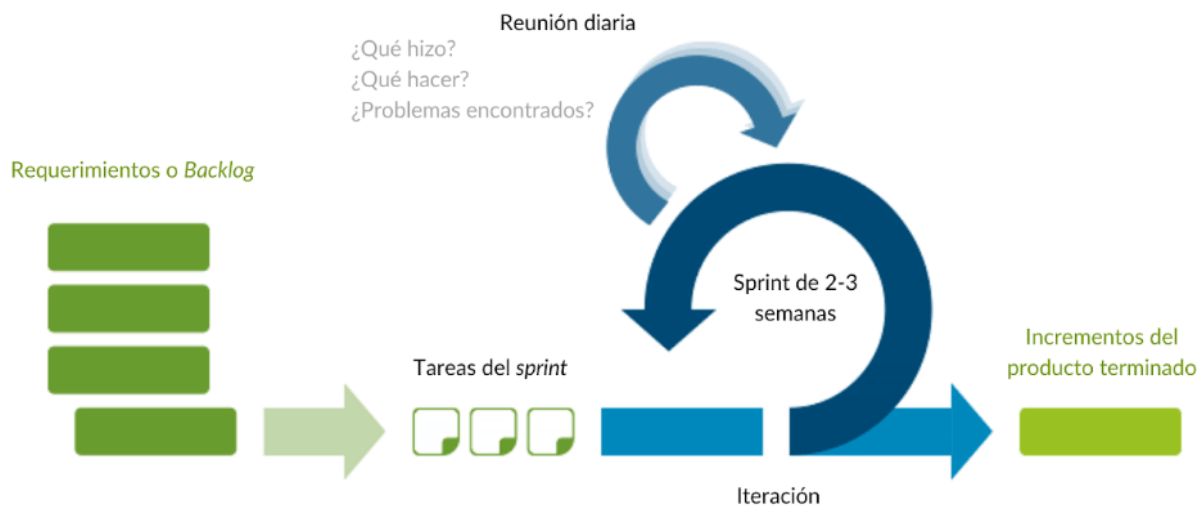 Reunión diaria
¿Qué hizo?
¿Qué hacer?
¿Problemas encontrados?
Requerimientos o Backlog
Sprint de 2-3
semanas
Tareas del sprint
Incrementos del
producto terminado
Iteración